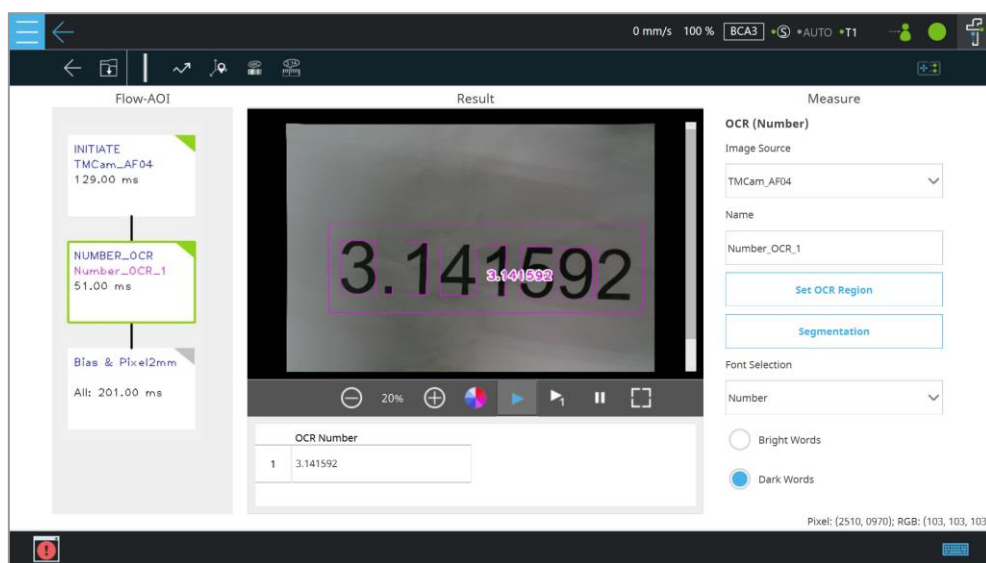 0 mm/s 100 % BCA3 S AUTO T1
Flow-AOI
INITIATE
TMCam_AF04
129.00 ms
NUMBER_OCR
Number_OCR_1
51.00 ms
Bias & Pixel2mm
All: 201.00 ms
Result
3.141592
3.141592
20%
1
OCR Number
1 3.141592
Measure
OCR (Number)
Image Source
TMCam_AF04
Name
Number_OCR_1
Set OCR Region
Segmentation
Font Selection
Number
Bright Words
Dark Words
Pixel: (2510, 0970); RGB: (103, 103, 103